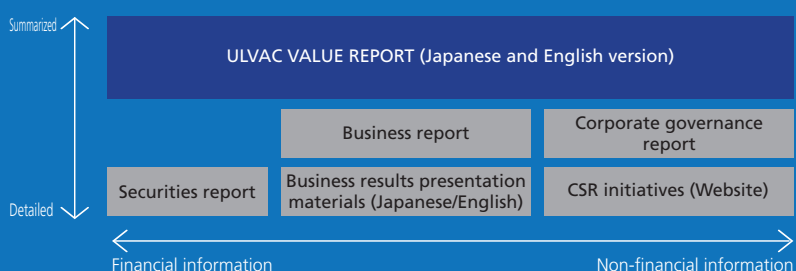 Summarized
ULVAC VALUE REPORT (Japanese and English version)
Business report
Corporate governance
report
Securities report
Business results presentation
materials (Japanese/English)
CSR initiatives (Website)
Detailed
Financial information
Non-financial information